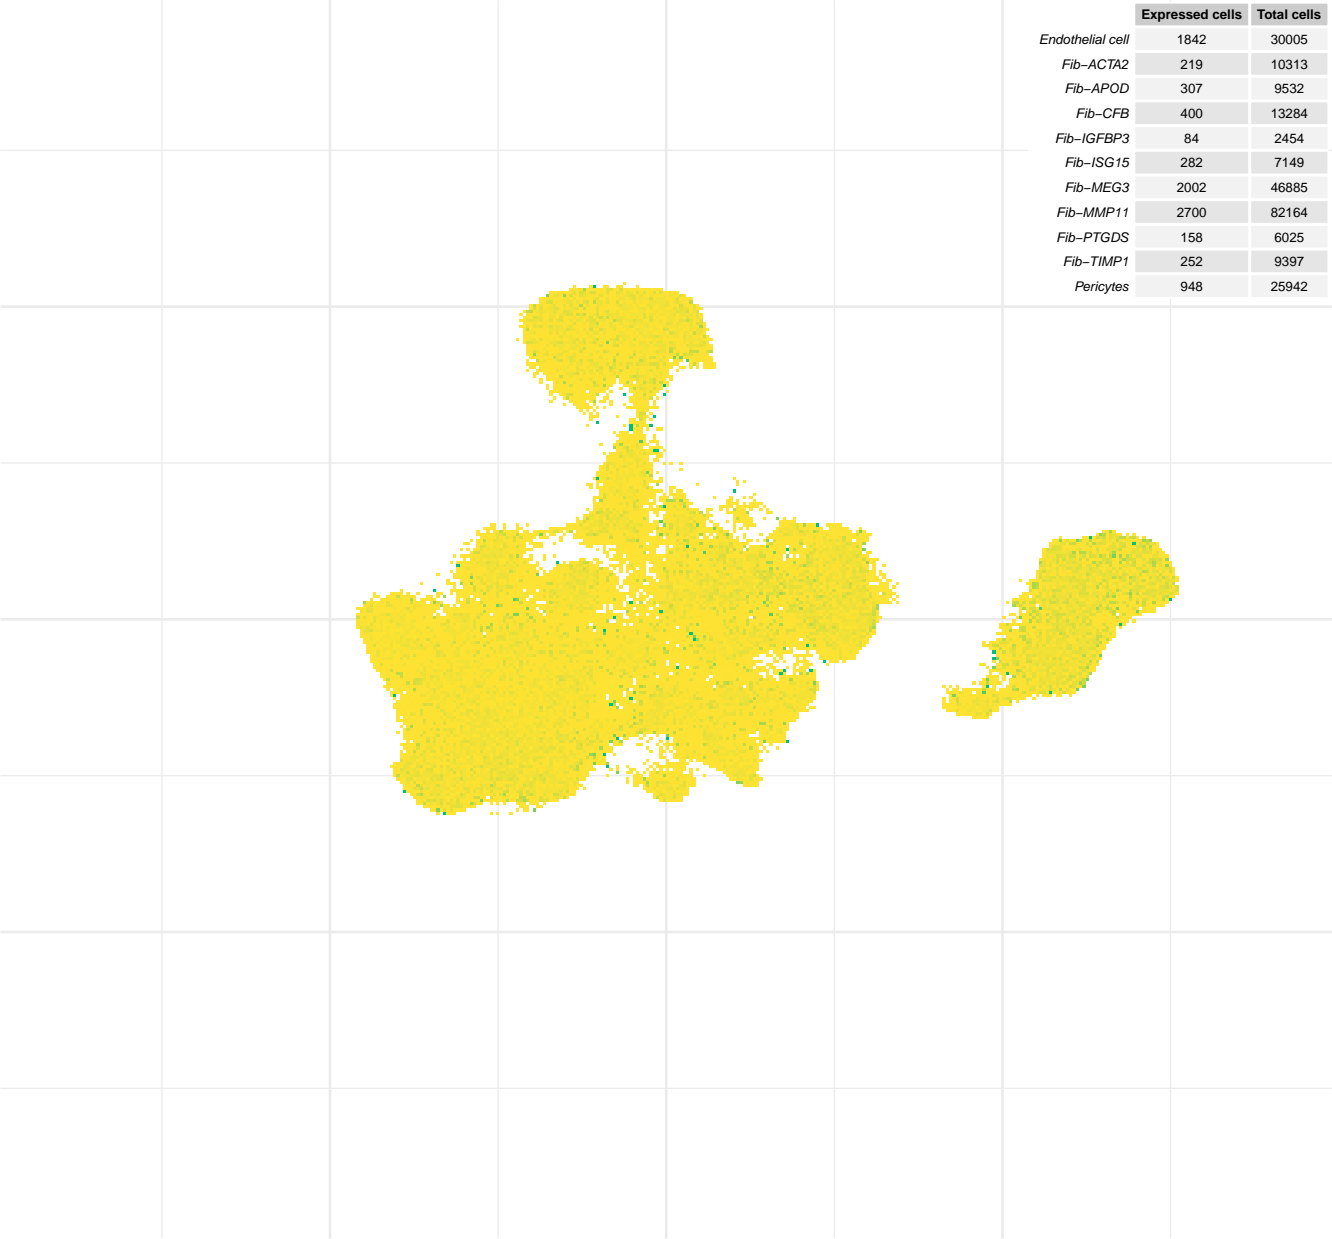 Expressed cells Total cells
Endothelial cell 1842 30005
Fib−ACTA2 219 10313
Fib−APOD 307 9532
Fib−CFB 400 13284
Fib−IGFBP3 84 2454
Fib−ISG15 282 7149
Fib−MEG3 2002 46885
Fib−MMP11 2700 82164
Fib−PTGDS 158 6025
Fib−TIMP1 252 9397
Pericytes 948 25942